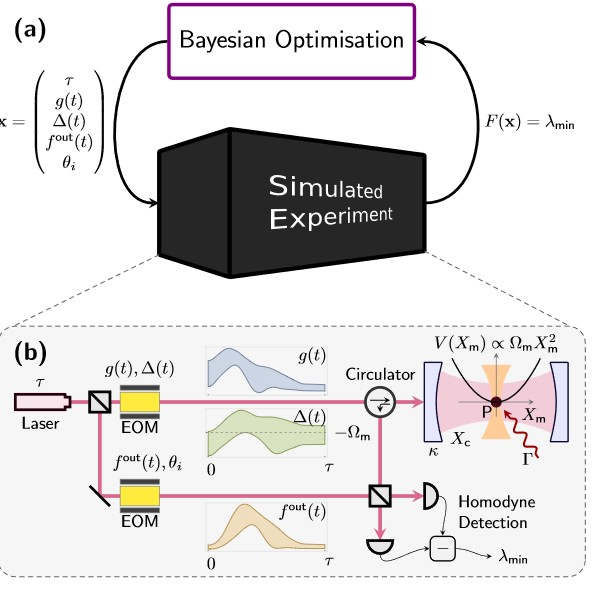 (a)
Bayesian Optimisation
x = ( τ
g(t)
Δ(t)
f^out(t)
θ_i )
F(x) = λ_min
Simulated
Experiment
(b)
V(X_m) ∝ Ω_m X_m^2
g(t), Δ(t)
g(t)
Circulator
τ
Laser
EOM
Δ(t)
−Ω_m
P
X_m
κ
X_c
Γ
f^out(t), θ_i
0
τ
EOM
f^out(t)
Homodyne
Detection
−
λ_min
0
τ